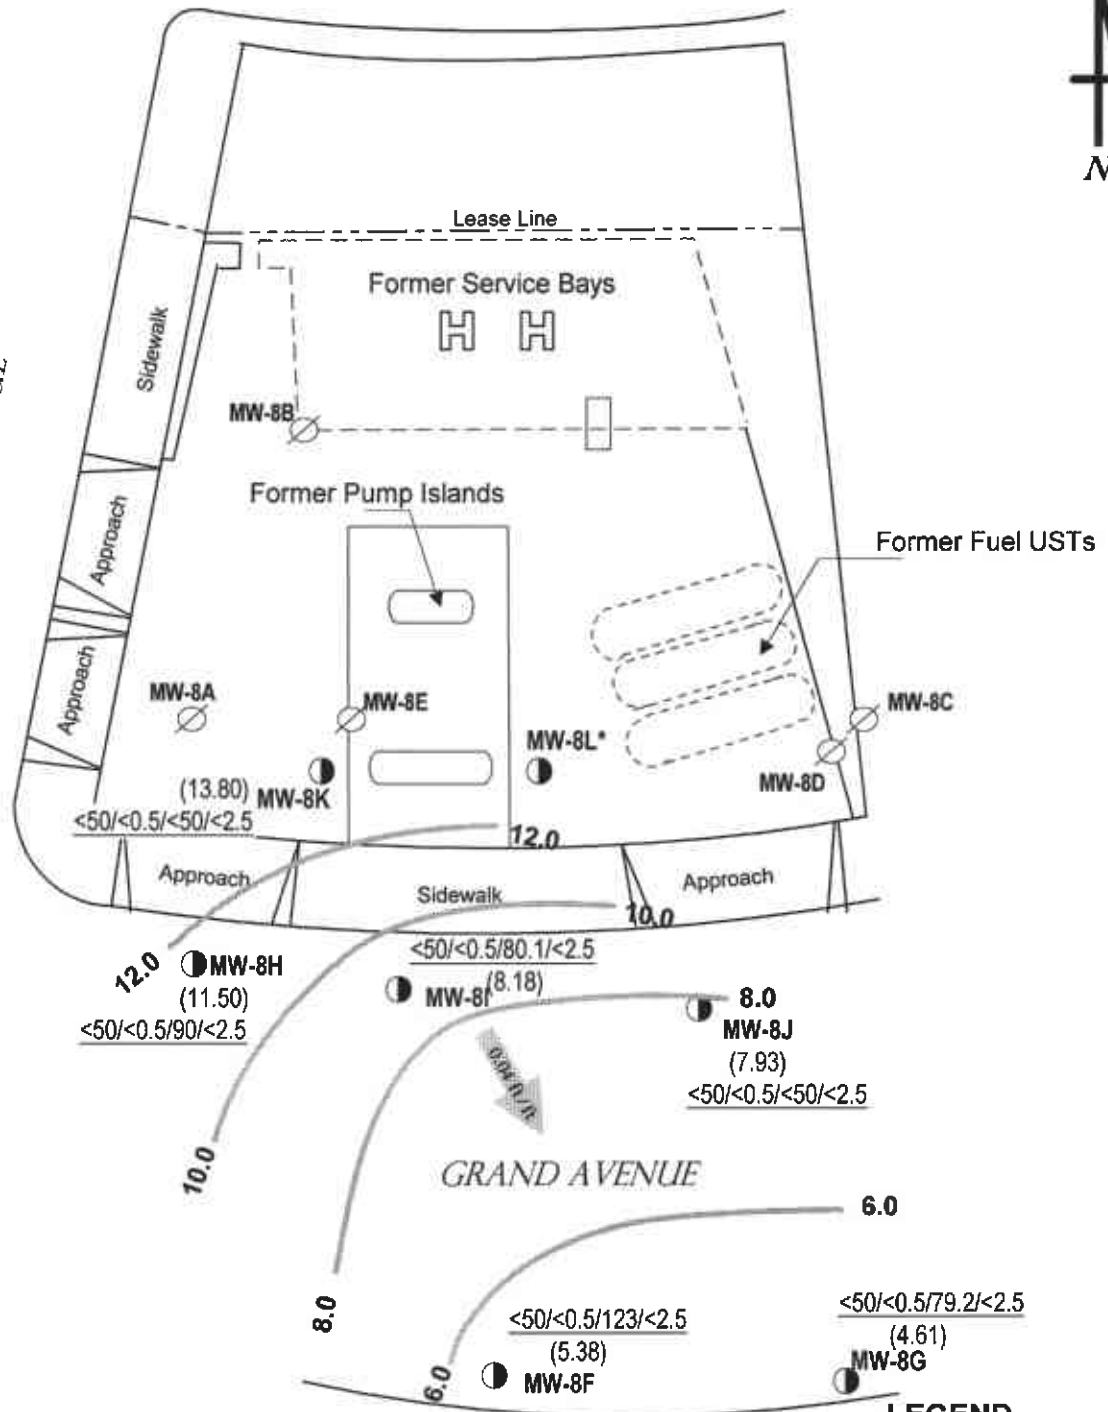 Lease Line
Former Service Bays
Sidewalk
MW-8B
Former Pump Islands
Approach
Former Fuel USTs
Approach
MW-8A
MW-8E
MW-8C
MW-8L*
MW-8D
(13.80)
MW-8K
<50/<0.5/<50/<2.5
12.0
Approach
Sidewalk
Approach
10.0
12.0
MW-8H
(11.50)
<50/<0.5/90/<2.5
<50/<0.5/80.1/<2.5
(8.18)
MW-8I
8.0
MW-8J
(7.93)
<50/<0.5/<50/<2.5
0.04 ft/ft
10.0
GRAND AVENUE
6.0
8.0
<50/<0.5/123/<2.5
(5.38)
MW-8F
6.0
<50/<0.5/79.2/<2.5
(4.61)
MW-8G
LEGEND